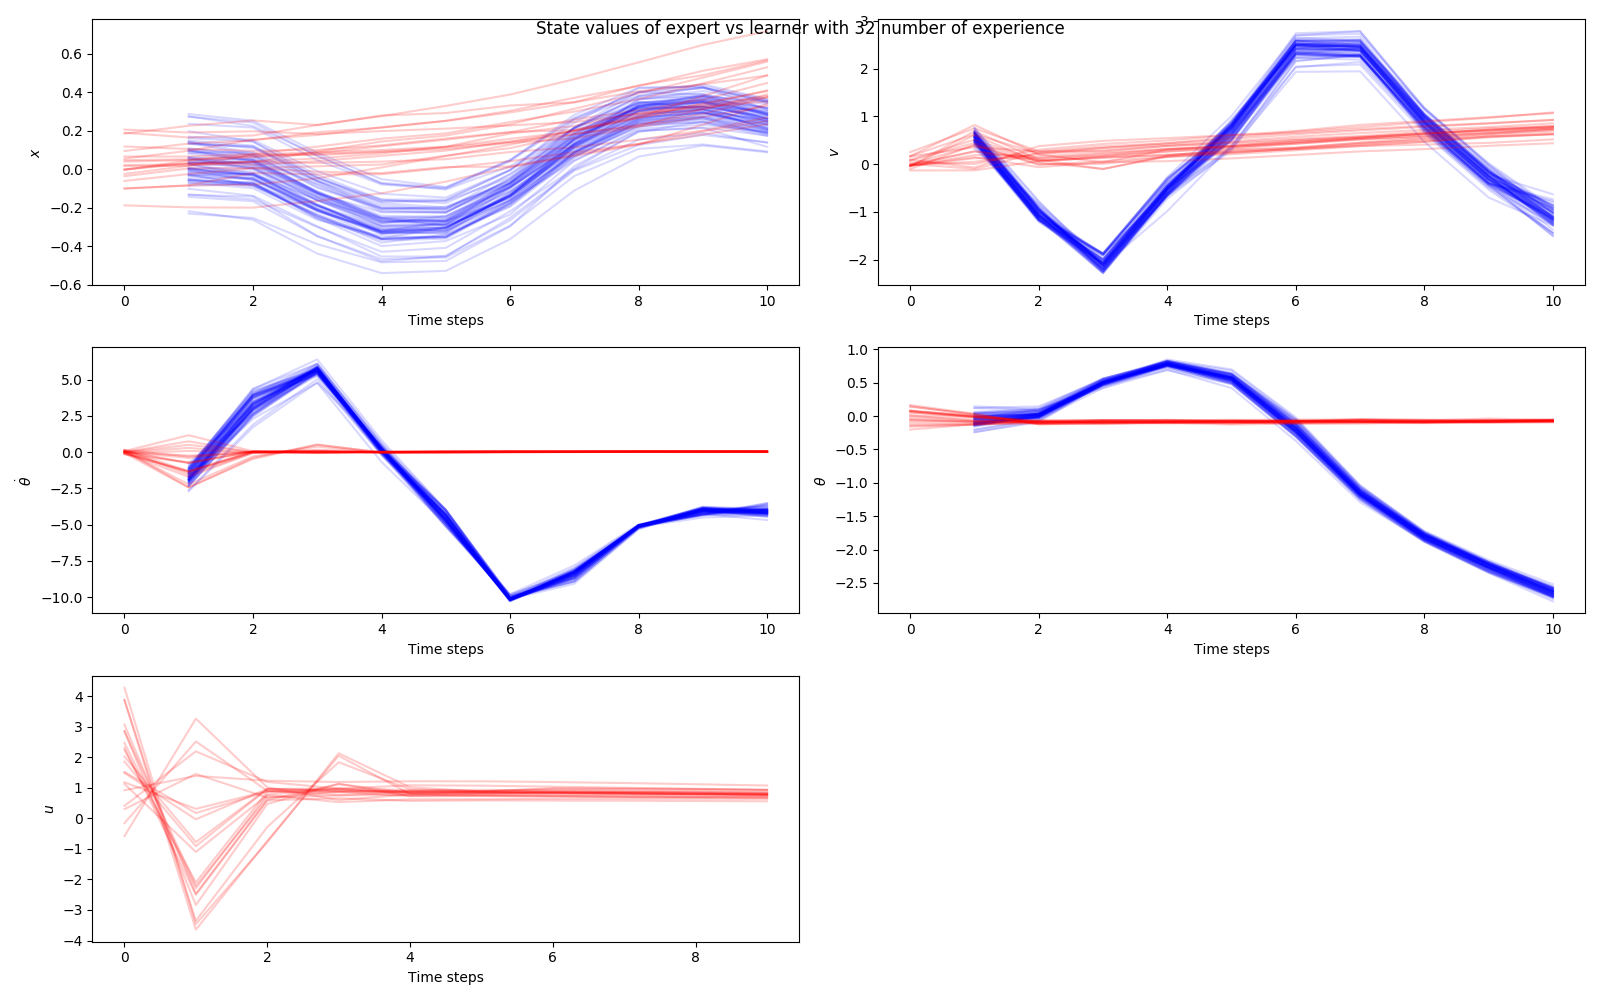 State values of expert vs learner with 32 number of experience
0.6
0.4
0.2
0.0
−0.2
−0.4
−0.6
x
0 2 4 6 8 10
Time steps
3
2
1
0
−1
−2
v
0 2 4 6 8 10
Time steps
5.0
2.5
0.0
−2.5
−5.0
−7.5
−10.0
θ̇
0 2 4 6 8 10
Time steps
1.0
0.5
0.0
−0.5
−1.0
−1.5
−2.0
−2.5
θ
0 2 4 6 8 10
Time steps
4
3
2
1
0
−1
−2
−3
−4
u
0 2 4 6 8
Time steps